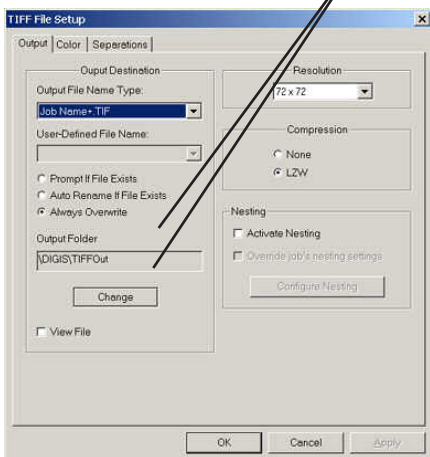 TIFF File Setup
Output Color Separations
Ouput Destination
Output File Name Type:
Job Name+.TIF
User-Defined File Name:
Prompt If File Exists
Auto Rename If File Exists
Always Overwrite
Output Folder
\DIGIS\TIFFOut
Change
View File
Resolution
72 x 72
Compression
None
LZW
Nesting
Activate Nesting
Override job's nesting settings
Configure Nesting
OK Cancel Apply